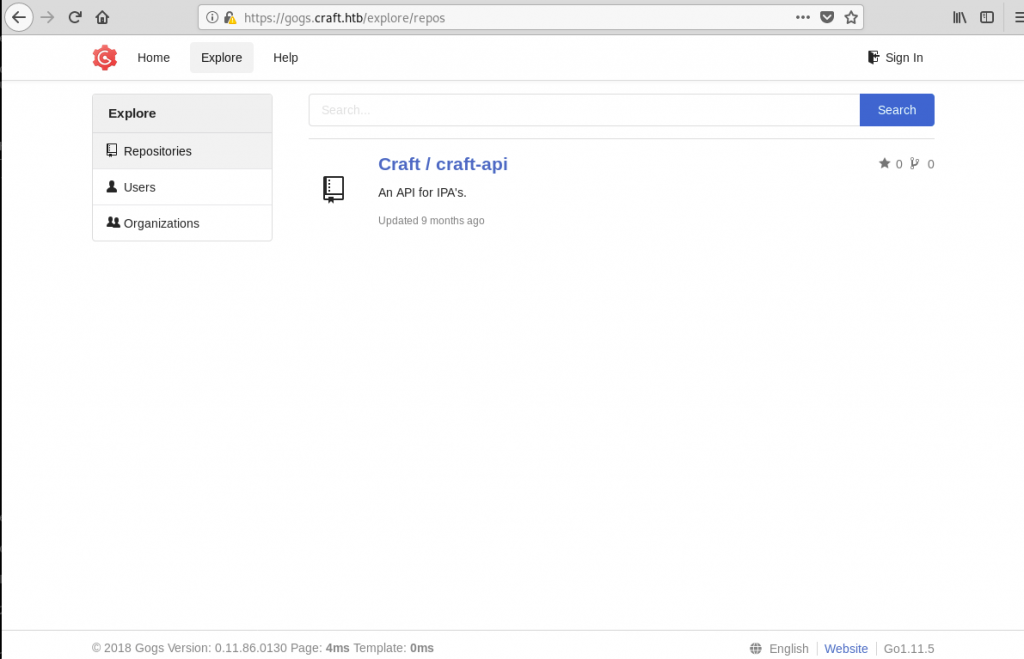 https://gogs.craft.htb/explore/repos
Home Explore Help Sign In
Explore
Repositories
Users
Organizations
Search... Search
Craft / craft-api 0 0
An API for IPA's.
Updated 9 months ago
© 2018 Gogs Version: 0.11.86.0130 Page: 4ms Template: 0ms English Website Go1.11.5